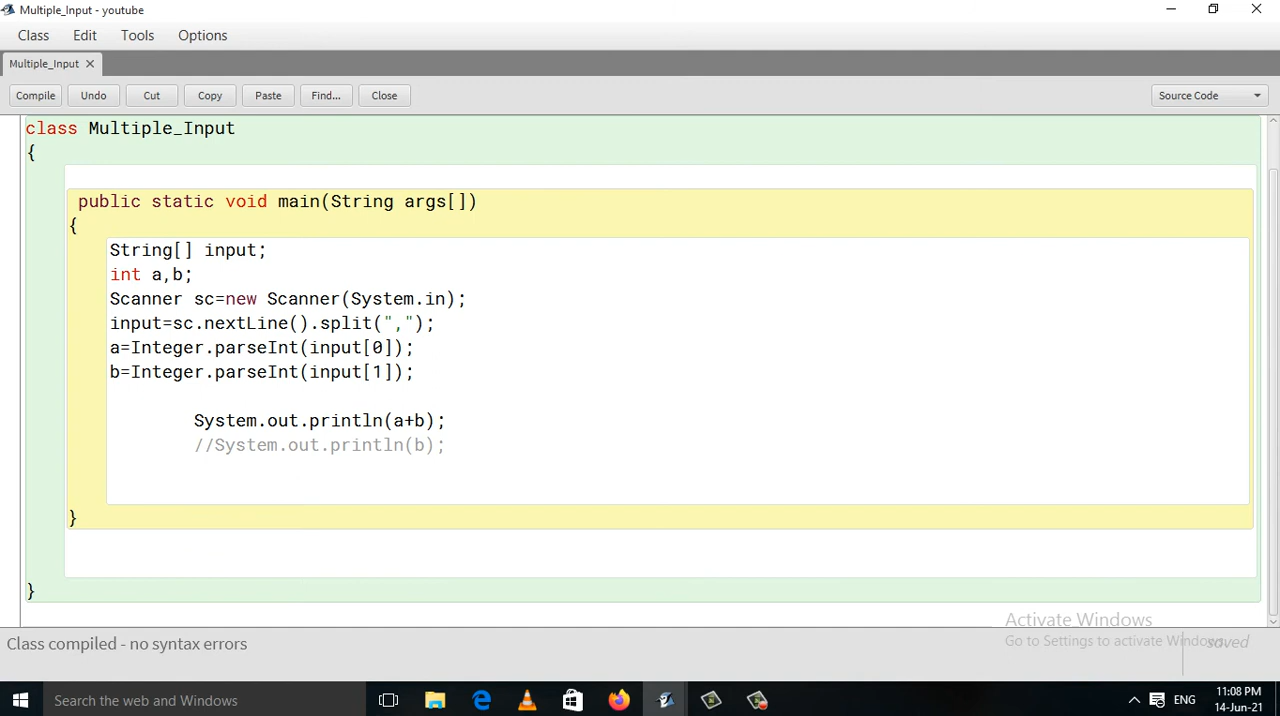 Multiple_Input - youtube
Class Edit Tools Options
Multiple_Input ✕
Compile Undo Cut Copy Paste Find... Close Source Code
class Multiple_Input
{
public static void main(String args[])
{
String[] input;
int a,b;
Scanner sc=new Scanner(System.in);
input=sc.nextLine().split(",");
a=Integer.parseInt(input[0]);
b=Integer.parseInt(input[1]);
System.out.println(a+b);
//System.out.println(b);
}
}
Activate Windows
Go to Settings to activate Windows.
Class compiled - no syntax errors
saved
Search the web and Windows
ENG
11:08 PM
14-Jun-21